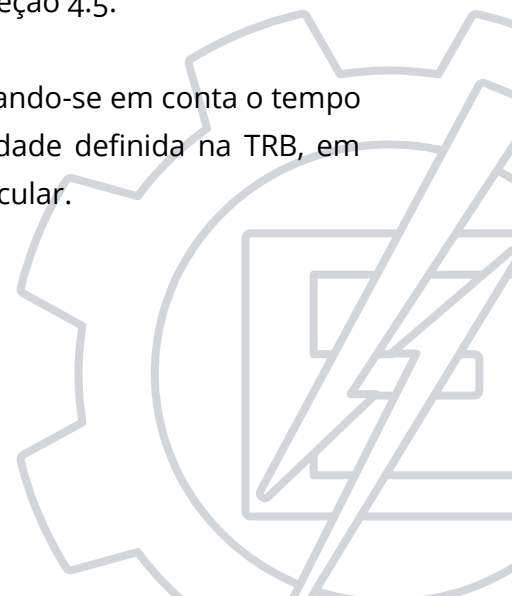 eção 4.5.
ando-se em conta o tempo
dade definida na TRB, em
cular.